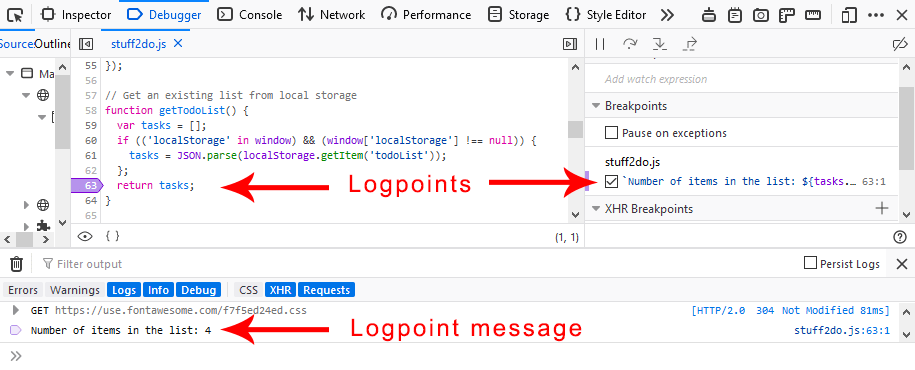 Inspector Debugger Console Network Performance Storage Style Editor
Source Outline stuff2do.js
55 });
56
57 // Get an existing list from local storage
58 function getTodoList() {
59 var tasks = [];
60 if (('localStorage' in window) && (window['localStorage'] !== null)) {
61 tasks = JSON.parse(localStorage.getItem('todoList'));
62 };
63 return tasks;
64 }
65
Ma
Logpoints
{ } (1, 1)
Add watch expression
Breakpoints
Pause on exceptions
stuff2do.js
`Number of items in the list: ${tasks.… 63:1
XHR Breakpoints
Filter output Persist Logs
Errors Warnings Logs Info Debug CSS XHR Requests
GET https://use.fontawesome.com/f7f5ed24ed.css [HTTP/2.0 304 Not Modified 81ms]
Number of items in the list: 4 Logpoint message stuff2do.js:63:1